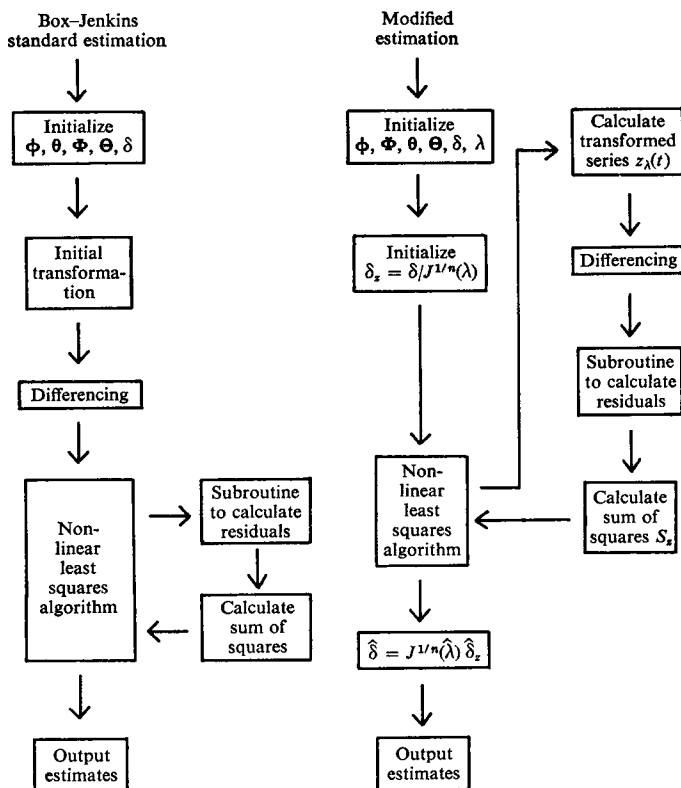 Box–Jenkins
standard estimation
Initialize
ϕ, θ, Φ, Θ, δ
Initial
transforma-
tion
Differencing
Non-
linear
least
squares
algorithm
Subroutine
to calculate
residuals
Calculate
sum of
squares
Output
estimates
Modified
estimation
Initialize
ϕ, Φ, θ, Θ, δ, λ
Initialize
δ_z = δ/J^{1/n}(λ)
Non-
linear
least
squares
algorithm
Calculate
transformed
series z_λ(t)
Differencing
Subroutine
to calculate
residuals
Calculate
sum of
squares S_z
δ̂ = J^{1/n}(λ̂) δ̂_z
Output
estimates